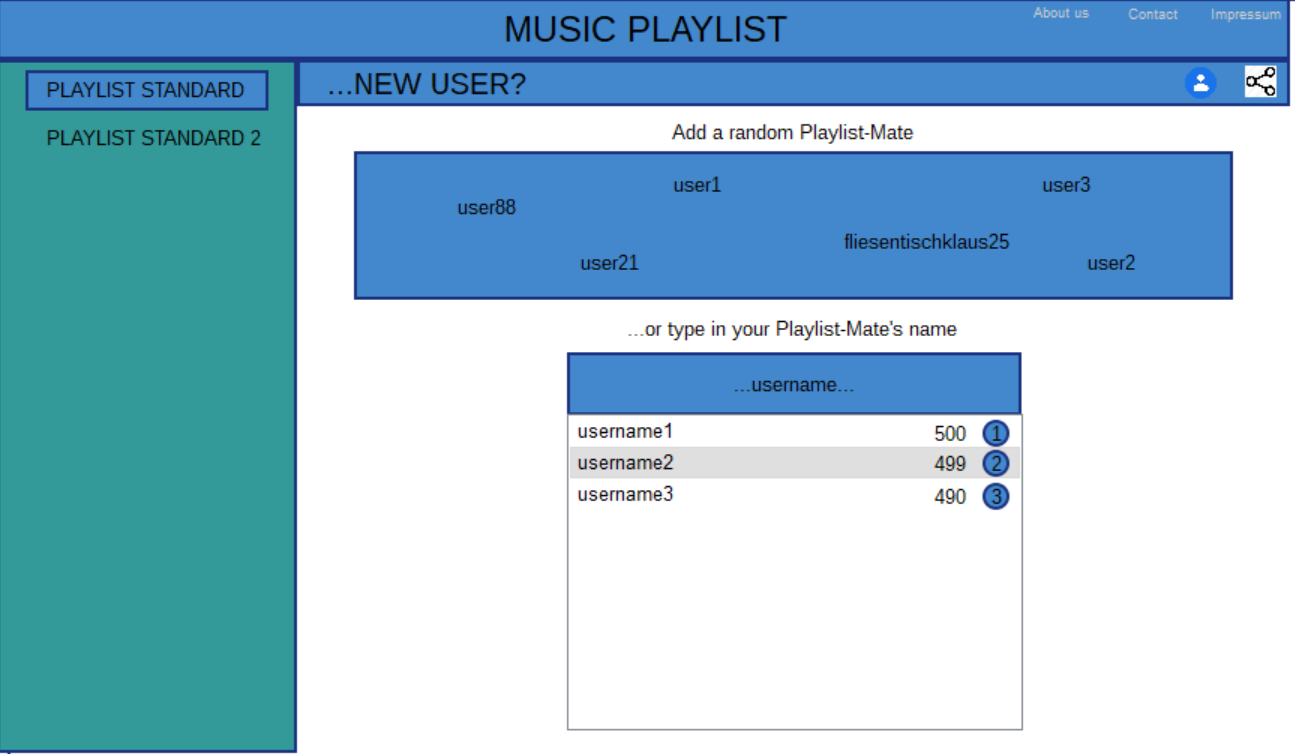 MUSIC PLAYLIST
About us Contact Impressum
PLAYLIST STANDARD
PLAYLIST STANDARD 2
...NEW USER?
Add a random Playlist-Mate
user1 user3
user88
fliesentischklaus25
user21 user2
...or type in your Playlist-Mate's name
...username...
username1 500 1
username2 499 2
username3 490 3